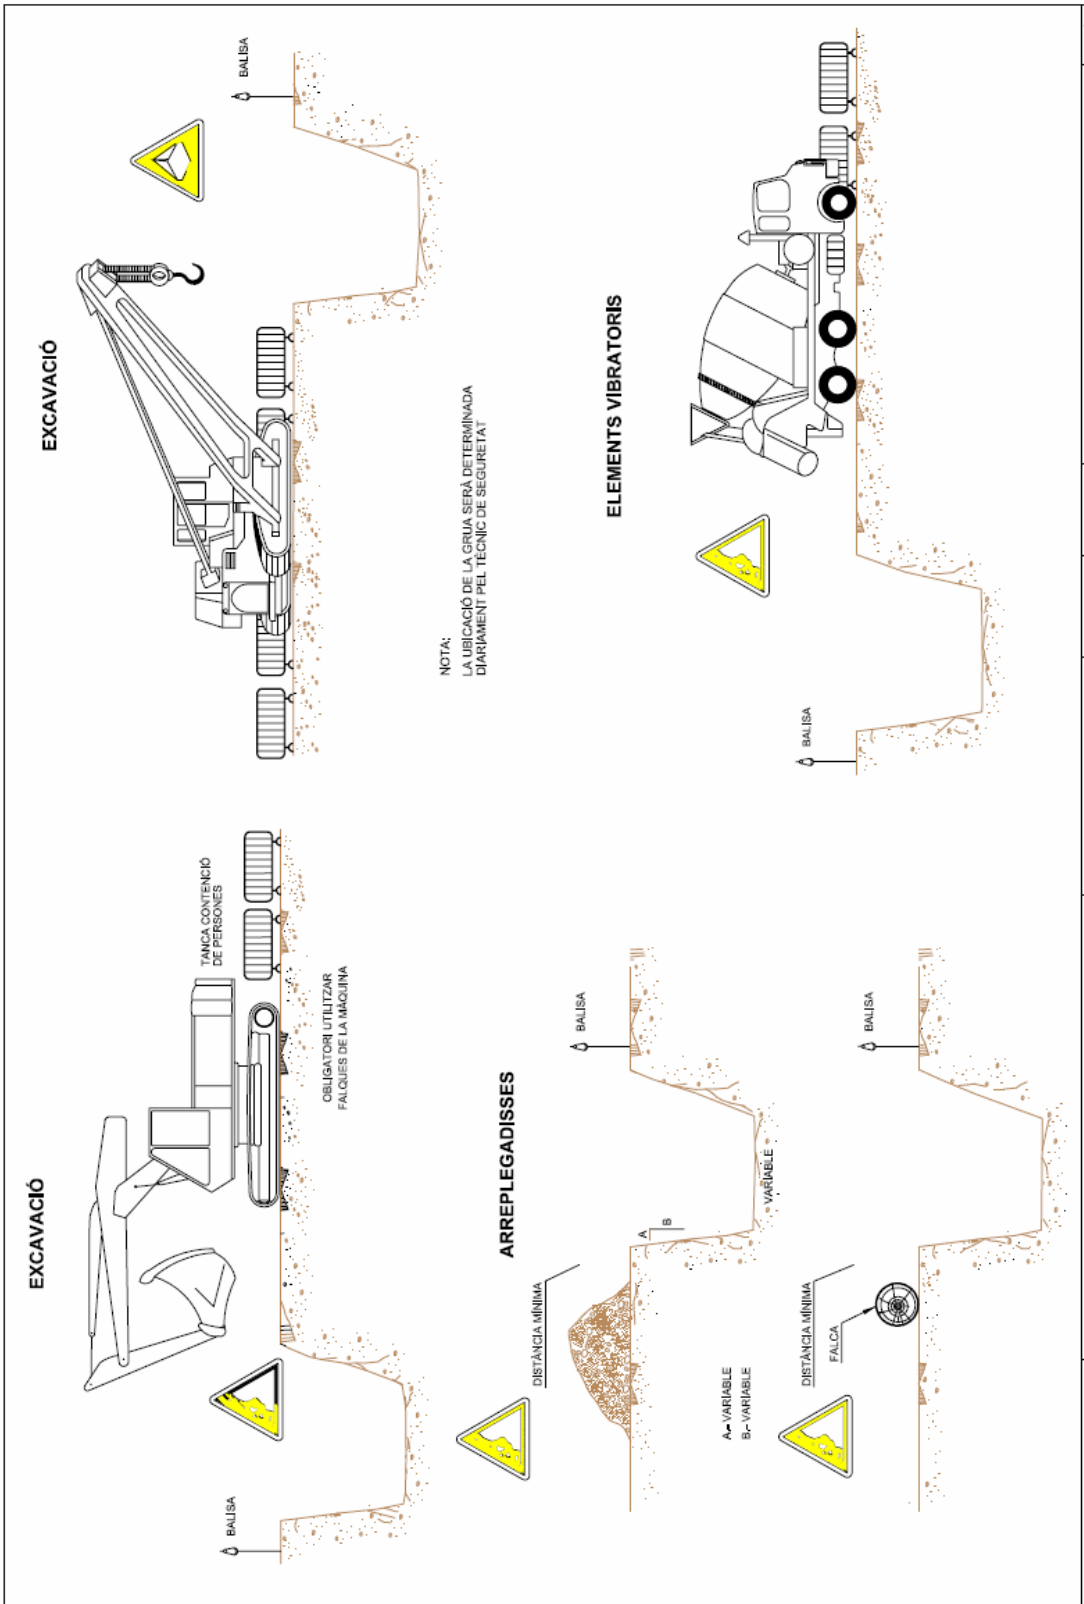 EXCAVACIÓ
TANCA CONTENCIÓ
DE PERSONES
OBLIGATORI UTILITZAR
FALQUES DE LA MÀQUINA
BALISA
EXCAVACIÓ
BALISA
NOTA:
LA UBICACIÓ DE LA GRUA SERÀ DETERMINADA
DIARIAMENT PEL TÈCNIC DE SEGURETAT
ARREPLEGADISSES
DISTÀNCIA MÍNIMA
BALISA
A
B
VARIABLE
A.- VARIABLE
B.- VARIABLE
DISTÀNCIA MÍNIMA
FALCA
BALISA
ELEMENTS VIBRATORIS
BALISA